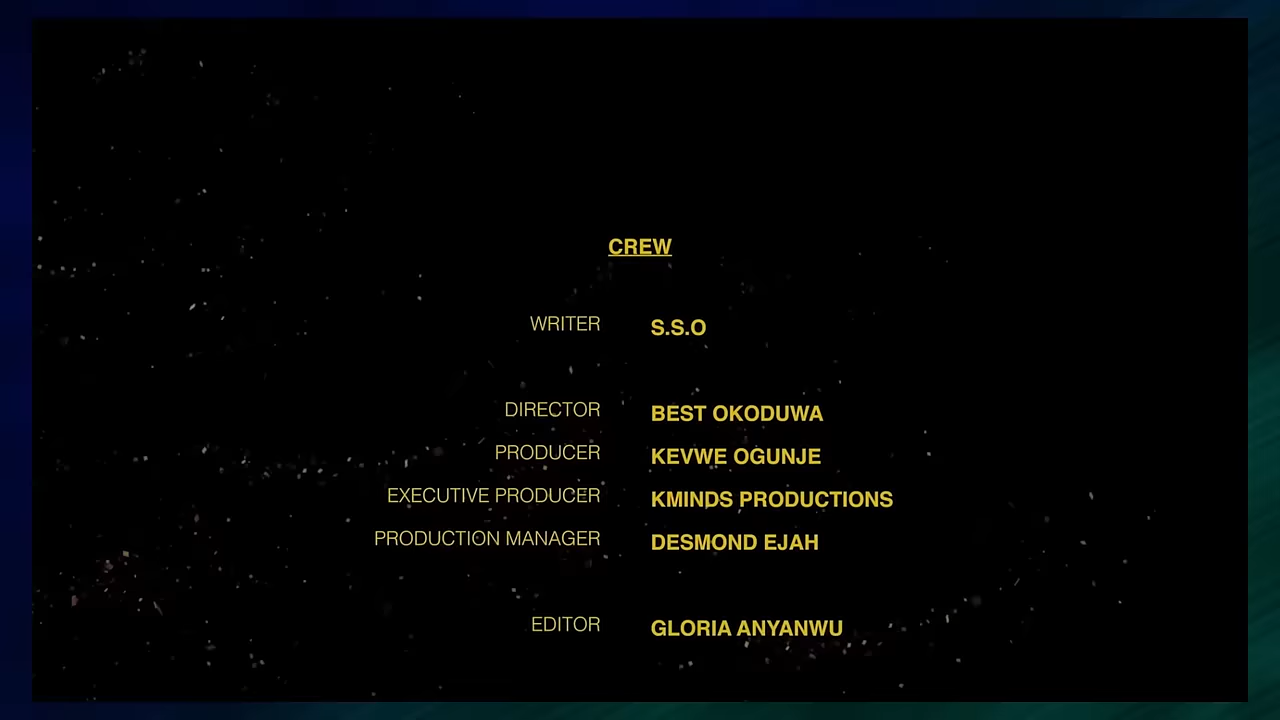 CREW
WRITER S.S.O
DIRECTOR BEST OKODUWA
PRODUCER KEVWE OGUNJE
EXECUTIVE PRODUCER KMINDS PRODUCTIONS
PRODUCTION MANAGER DESMOND EJAH
EDITOR GLORIA ANYANWU